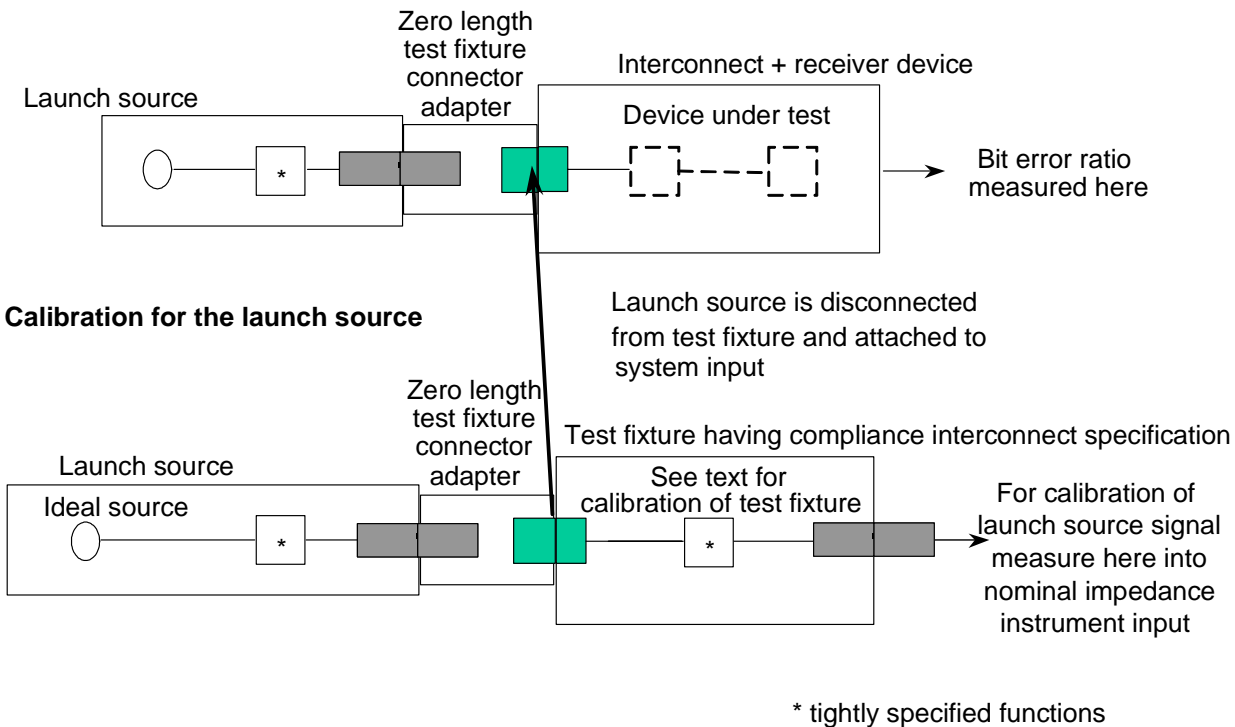 Zero length
test fixture
connector
adapter
Launch source
*
Interconnect + receiver device
Device under test
Bit error ratio
measured here
Calibration for the launch source
Launch source is disconnected
from test fixture and attached to
system input
Zero length
test fixture
connector
adapter
Launch source
Ideal source
*
Test fixture having compliance interconnect specification
See text for
calibration of test fixture
*
For calibration of
launch source signal
measure here into
nominal impedance
instrument input
* tightly specified functions